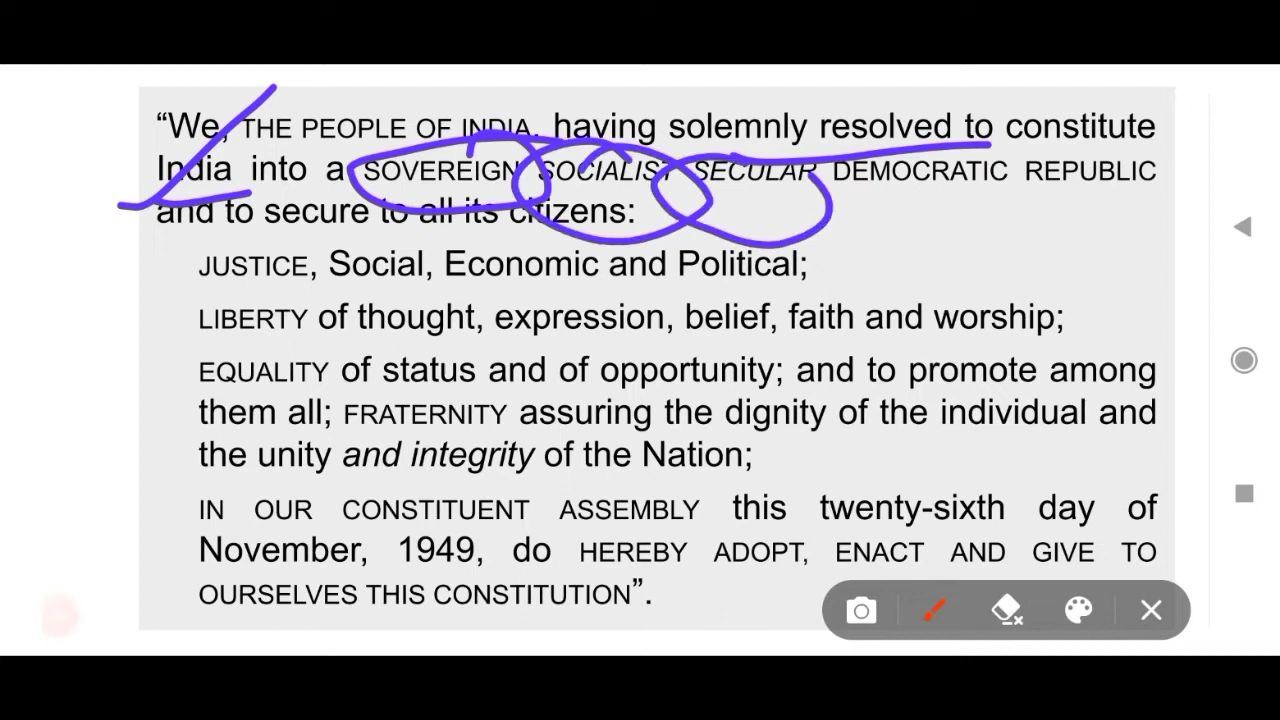 “We, THE PEOPLE OF INDIA, having solemnly resolved to constitute
India into a SOVEREIGN SOCIALIST SECULAR DEMOCRATIC REPUBLIC
and to secure to all its citizens:
JUSTICE, Social, Economic and Political;
LIBERTY of thought, expression, belief, faith and worship;
EQUALITY of status and of opportunity; and to promote among
them all; FRATERNITY assuring the dignity of the individual and
the unity and integrity of the Nation;
IN OUR CONSTITUENT ASSEMBLY this twenty-sixth day of
November, 1949, do HEREBY ADOPT, ENACT AND GIVE TO
OURSELVES THIS CONSTITUTION”.